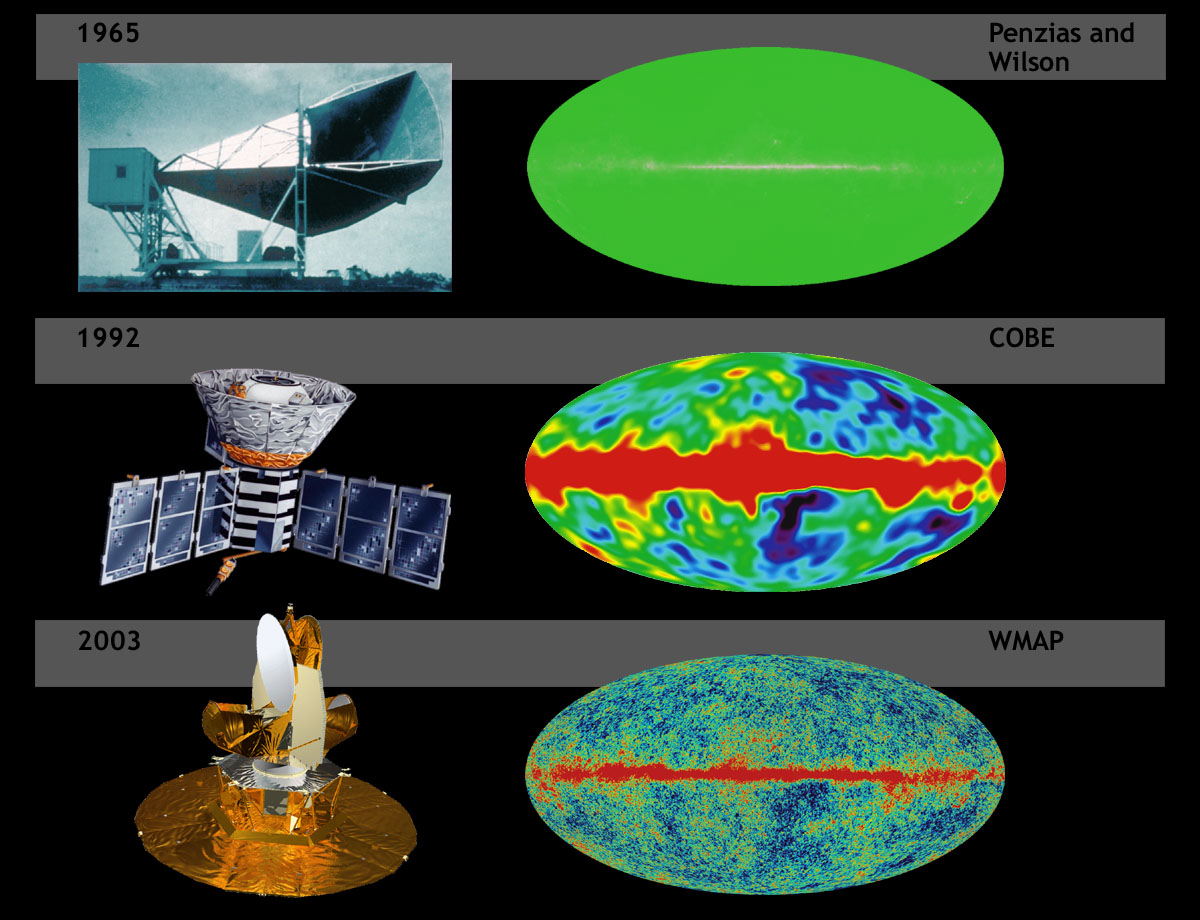 1965
Penzias and
Wilson
1992
COBE
2003
WMAP